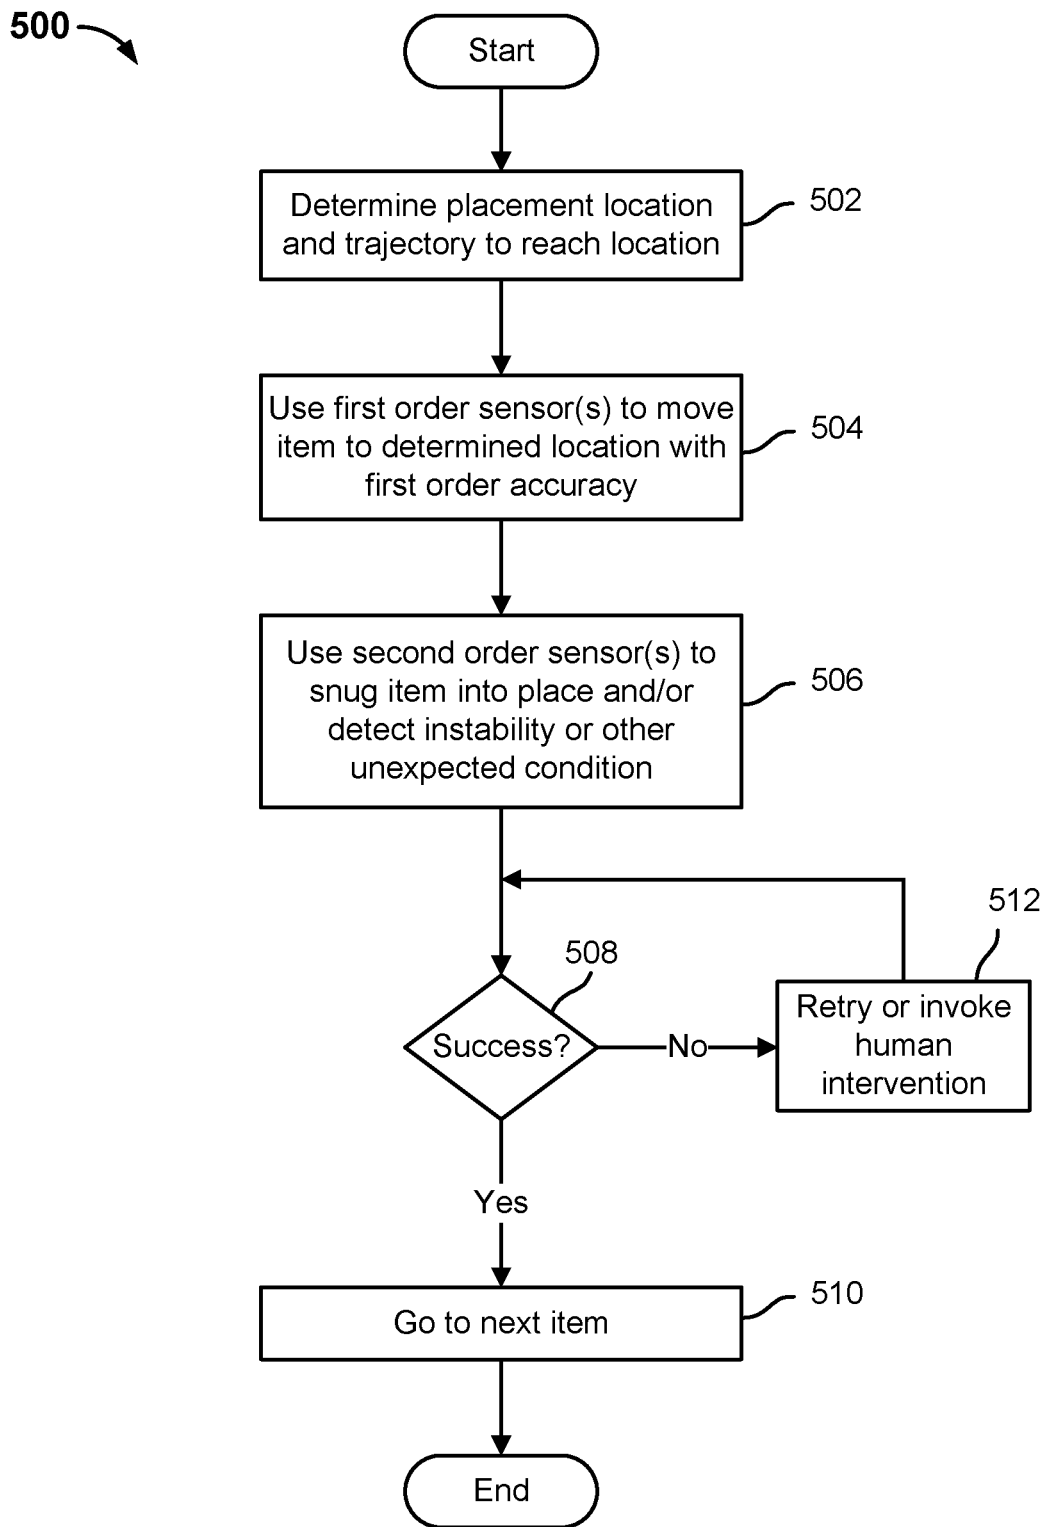 500
Start
Determine placement location
and trajectory to reach location
502
Use first order sensor(s) to move
item to determined location with
first order accuracy
504
Use second order sensor(s) to
snug item into place and/or
detect instability or other
unexpected condition
506
508
Success?
No
512
Retry or invoke
human
intervention
Yes
Go to next item
510
End